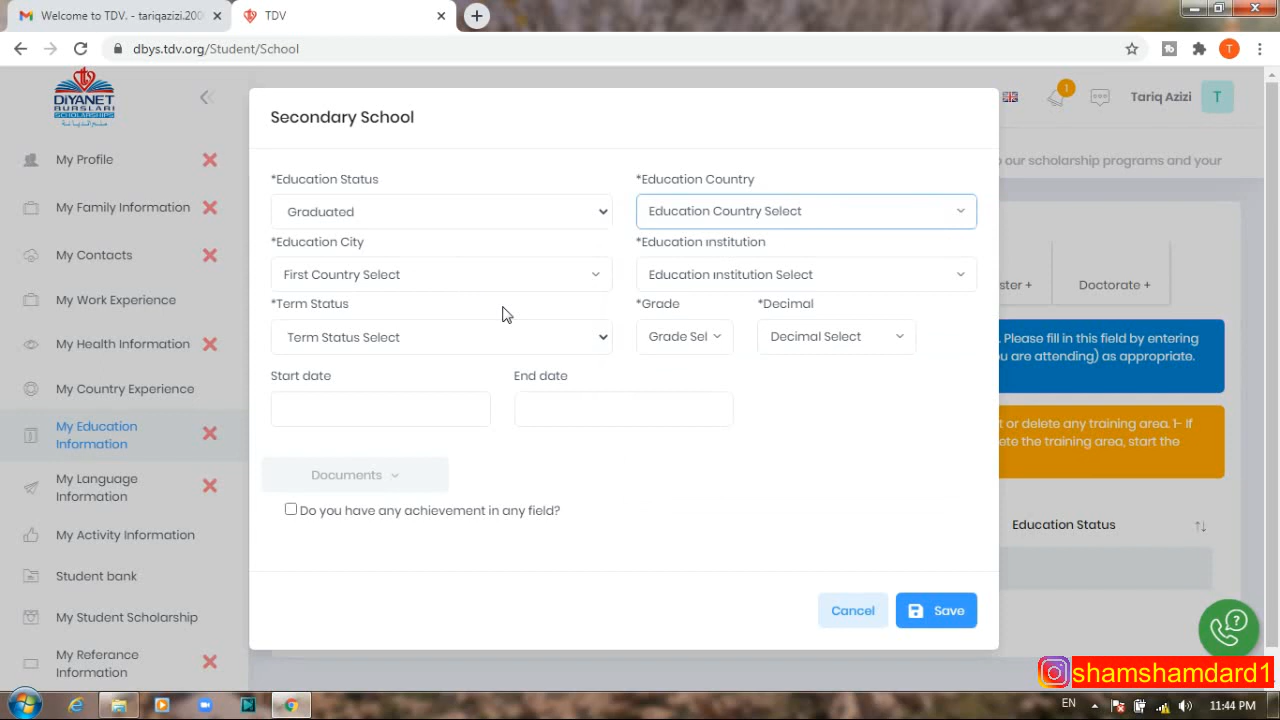 Welcome to TDV. - tariqazizi.200
TDV
dbys.tdv.org/Student/School
T
DİYANET
BURSLARI
SCHOLARSHIPS
1
Tariq Azizi
T
Secondary School
o our scholarship programs and your
My Profile
My Family Information
My Contacts
My Work Experience
My Health Information
My Country Experience
My Education
Information
My Language
Information
My Activity Information
Student bank
My Student Scholarship
My Referance
Information
*Education Status
*Education Country
Graduated
Education Country Select
*Education City
*Education ınstitution
First Country Select
Education ınstitution Select
*Term Status
*Grade
*Decimal
Term Status Select
Grade Sel
Decimal Select
Start date
End date
Documents
Do you have any achievement in any field?
Cancel
Save
ster +
Doctorate +
. Please fill in this field by entering
ou are attending) as appropriate.
t or delete any training area. 1- If
ete the training area, start the
Education Status
shamshamdard1
EN
11:44 PM